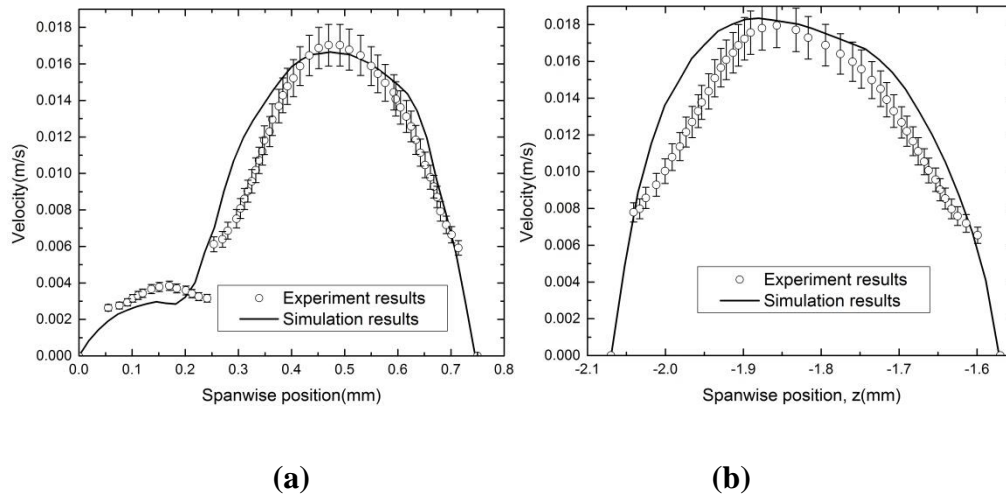 0.018
0.016
0.014
0.012
0.010
0.008
0.006
0.004
0.002
0.000
Velocity(m/s)
Experiment results
Simulation results
0.0 0.1 0.2 0.3 0.4 0.5 0.6 0.7 0.8
Spanwise position(mm)
(a)
0.018
0.016
0.014
0.012
0.010
0.008
0.006
0.004
0.002
0.000
Velocity(m/s)
Experiment results
Simulation results
-2.1 -2.0 -1.9 -1.8 -1.7 -1.6
Spanwise position, z(mm)
(b)